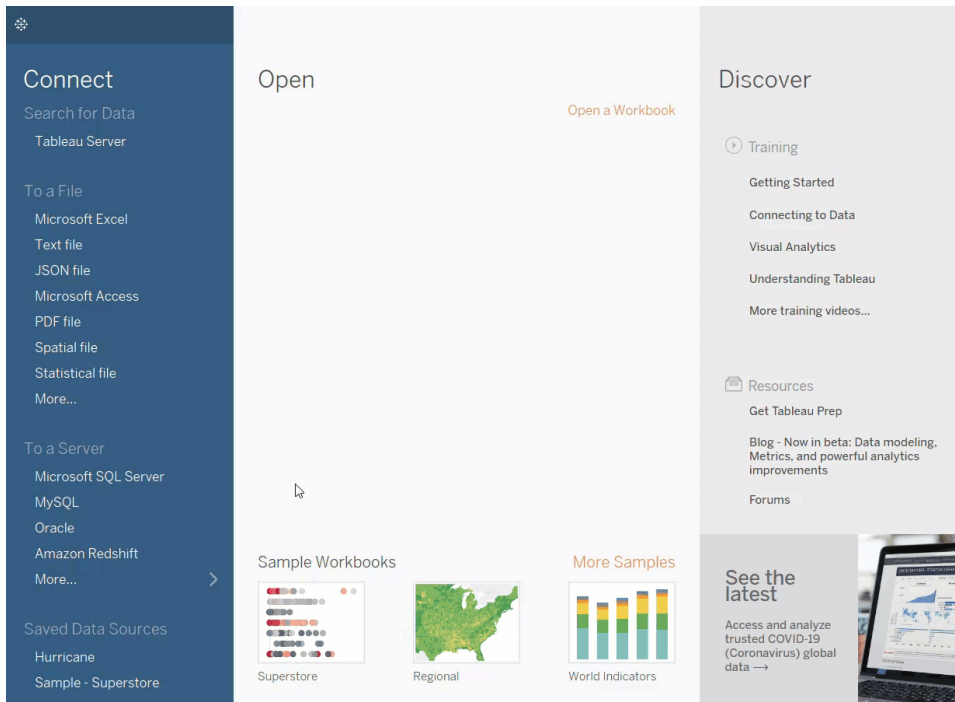 Connect
Search for Data
Tableau Server
To a File
Microsoft Excel
Text file
JSON file
Microsoft Access
PDF file
Spatial file
Statistical file
More...
To a Server
Microsoft SQL Server
MySQL
Oracle
Amazon Redshift
More...
Saved Data Sources
Hurricane
Sample - Superstore
Open
Open a Workbook
Sample Workbooks
More Samples
Superstore
Regional
World Indicators
Discover
Training
Getting Started
Connecting to Data
Visual Analytics
Understanding Tableau
More training videos...
Resources
Get Tableau Prep
Blog - Now in beta: Data modeling,
Metrics, and powerful analytics
improvements
Forums
See the
latest
Access and analyze
trusted COVID-19
(Coronavirus) global
data →